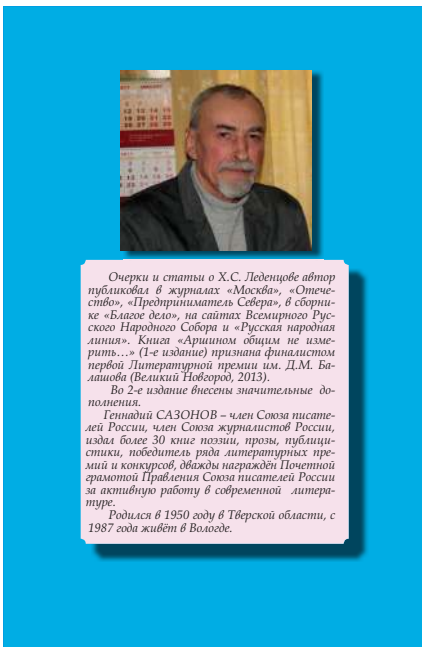 Очерки и статьи о Х.С. Леденцове автор
публиковал в журналах «Москва», «Отече-
ство», «Предприниматель Севера», в сборни-
ке «Благое дело», на сайтах Всемирного Рус-
ского Народного Собора и «Русская народная
линия». Книга «Аршином общим не изме-
рить…» (1-е издание) признана финалистом
первой Литературной премии им. Д.М. Ба-
лашова (Великий Новгород, 2013).
Во 2-е издание внесены значительные до-
полнения.
Геннадий САЗОНОВ – член Союза писате-
лей России, член Союза журналистов России,
издал более 30 книг поэзии, прозы, публици-
стики, победитель ряда литературных пре-
мий и конкурсов, дважды награждён Почетной
грамотой Правления Союза писателей России
за активную работу в современной литера-
туре.
Родился в 1950 году в Тверской области, с
1987 года живёт в Вологде.